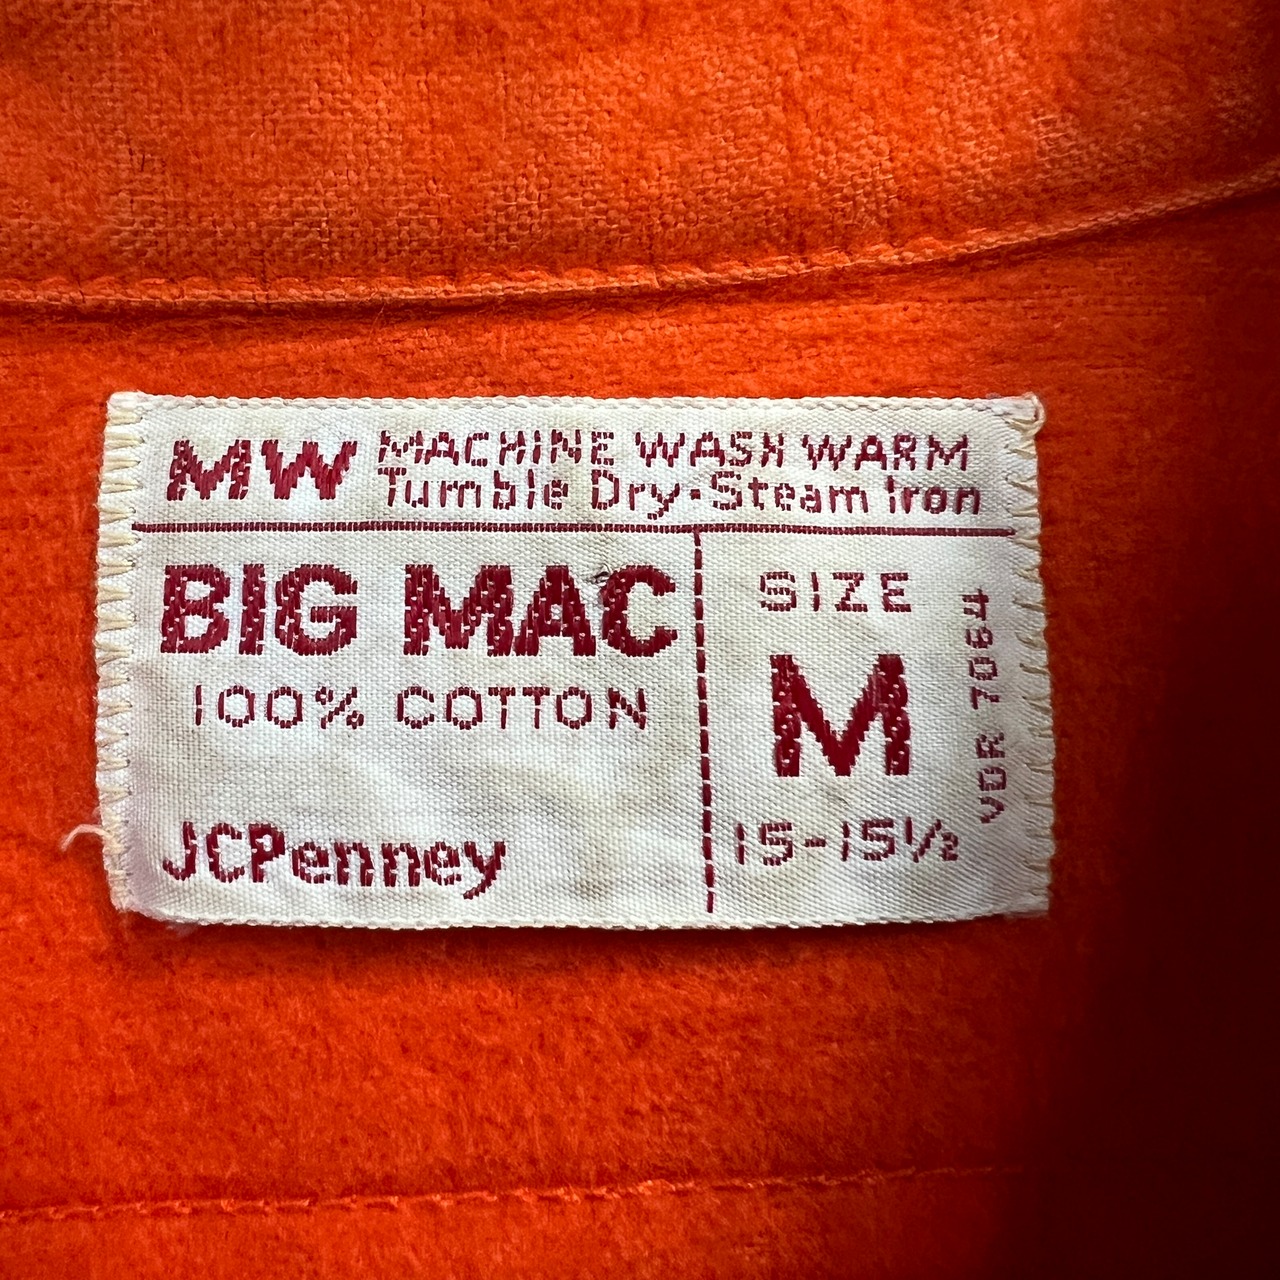 MW MACHINE WASH WARM
Tumble Dry·Steam Iron
BIG MAC
100% COTTON
JCPenney
SIZE
M
15-15½
VDR 7064